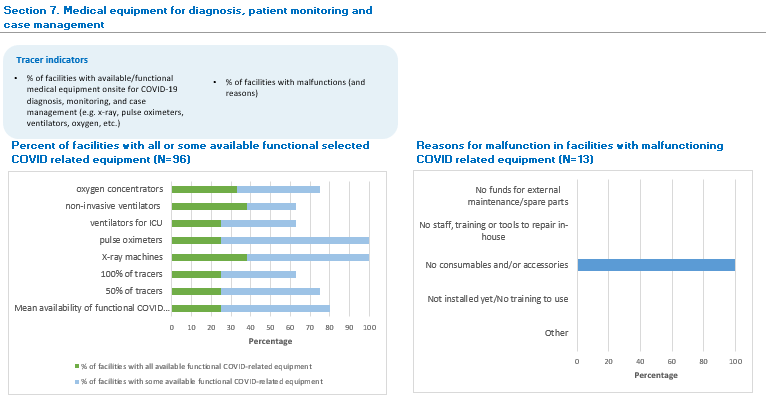 Section 7. Medical equipment for diagnosis, patient monitoring and
case management
Tracer indicators
• % of facilities with available/functional
medical equipment onsite for COVID-19
diagnosis, monitoring, and case
management (e.g. x-ray, pulse oximeters,
ventilators, oxygen, etc.)
• % of facilities with malfunctions (and
reasons)
Percent of facilities with all or some available functional selected
COVID related equipment (N=96)
oxygen concentrators
non-invasive ventilators
ventilators for ICU
pulse oximeters
X-ray machines
100% of tracers
50% of tracers
Mean availability of functional COVID...
0 10 20 30 40 50 60 70 80 90 100
Percentage
% of facilities with all available functional COVID-related equipment
% of facilities with some available functional COVID-related equipment
Reasons for malfunction in facilities with malfunctioning
COVID related equipment (N=13)
No funds for external
maintenance/spare parts
No staff, training or tools to repair in-
house
No consumables and/or accessories
Not installed yet/No training to use
Other
0 20 40 60 80 100
Percentage